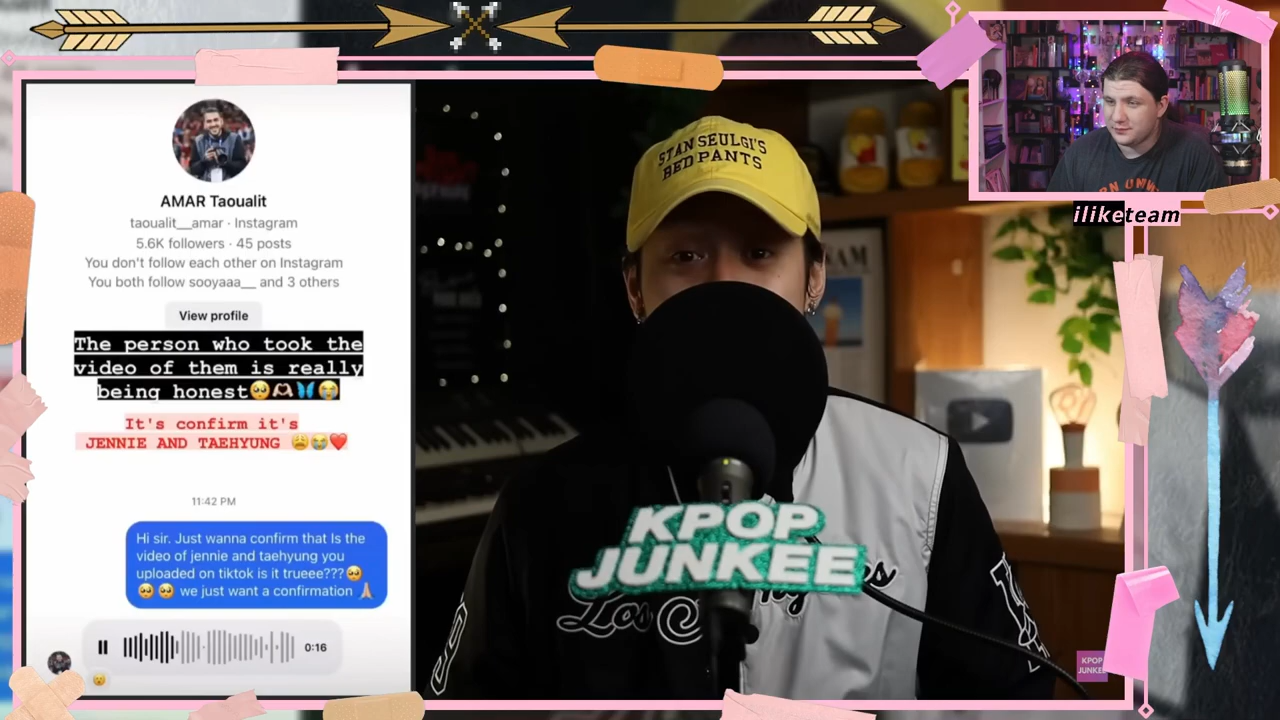 AMAR Taoualit
taoualit__amar · Instagram
5.6K followers · 45 posts
You don't follow each other on Instagram
You both follow sooyaaa__ and 3 others
View profile
The person who took the
video of them is really
being honest🥺🫶🦋😭
It's confirm it's
JENNIE AND TAEHYUNG 😩😭❤️
11:42 PM
Hi sir. Just wanna confirm that Is the
video of jennie and taehyung you
uploaded on tiktok is it trueee???🥺
🥺 🥺 we just want a confirmation 🙏
0:16
STAN SEULGI'S
RED PANTS
KPOP
JUNKEE
Los
KPOP
JUNKEE
iliketeam